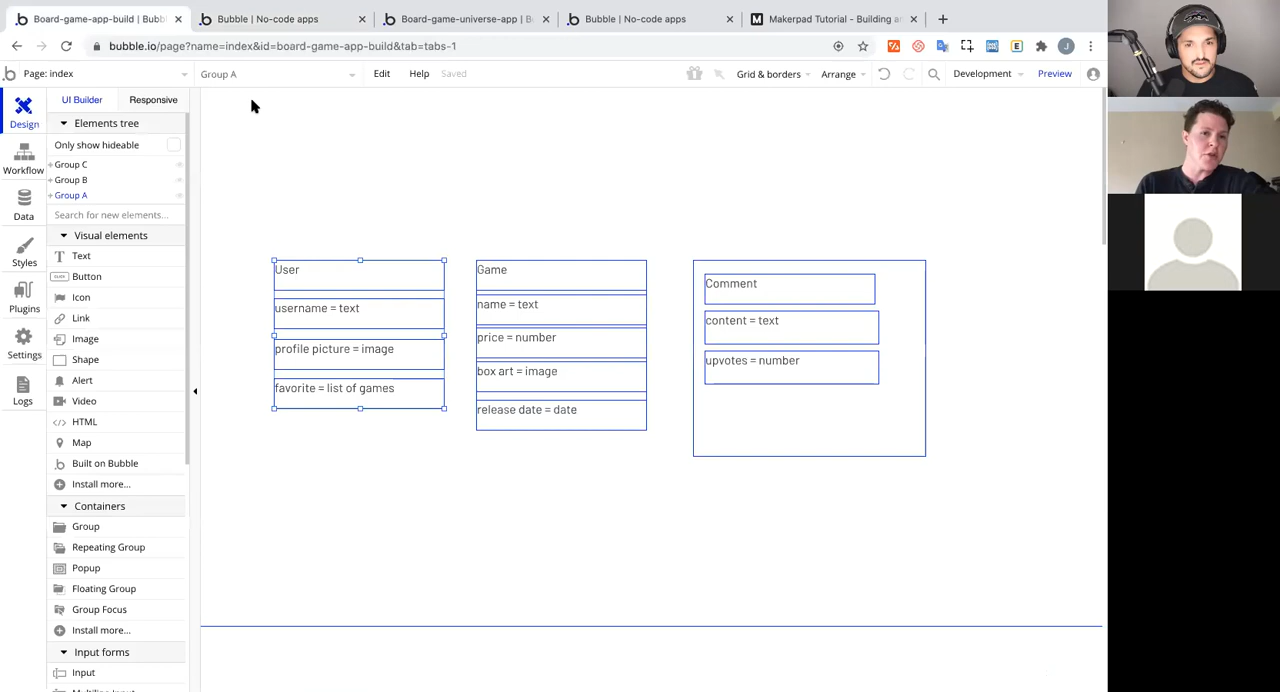 Board-game-app-build | Bubb
Bubble | No-code apps
Board-game-universe-app | B
Bubble | No-code apps
Makerpad Tutorial - Building a
bubble.io/page?name=index&id=board-game-app-build&tab=tabs-1
J
Page: index
Group A
Edit
Help
Saved
Grid & borders
Arrange
Development
Preview
UI Builder
Responsive
Design
Workflow
Data
Styles
Plugins
Settings
Logs
Elements tree
Only show hideable
Group C
Group B
Group A
Search for new elements...
Visual elements
Text
CLICK Button
Icon
Link
Image
Shape
Alert
Video
HTML
Map
Built on Bubble
Install more...
Containers
Group
Repeating Group
Popup
Floating Group
Group Focus
Install more...
Input forms
Input
Multiline Input
User
username = text
profile picture = image
favorite = list of games
Game
name = text
price = number
box art = image
release date = date
Comment
content = text
upvotes = number